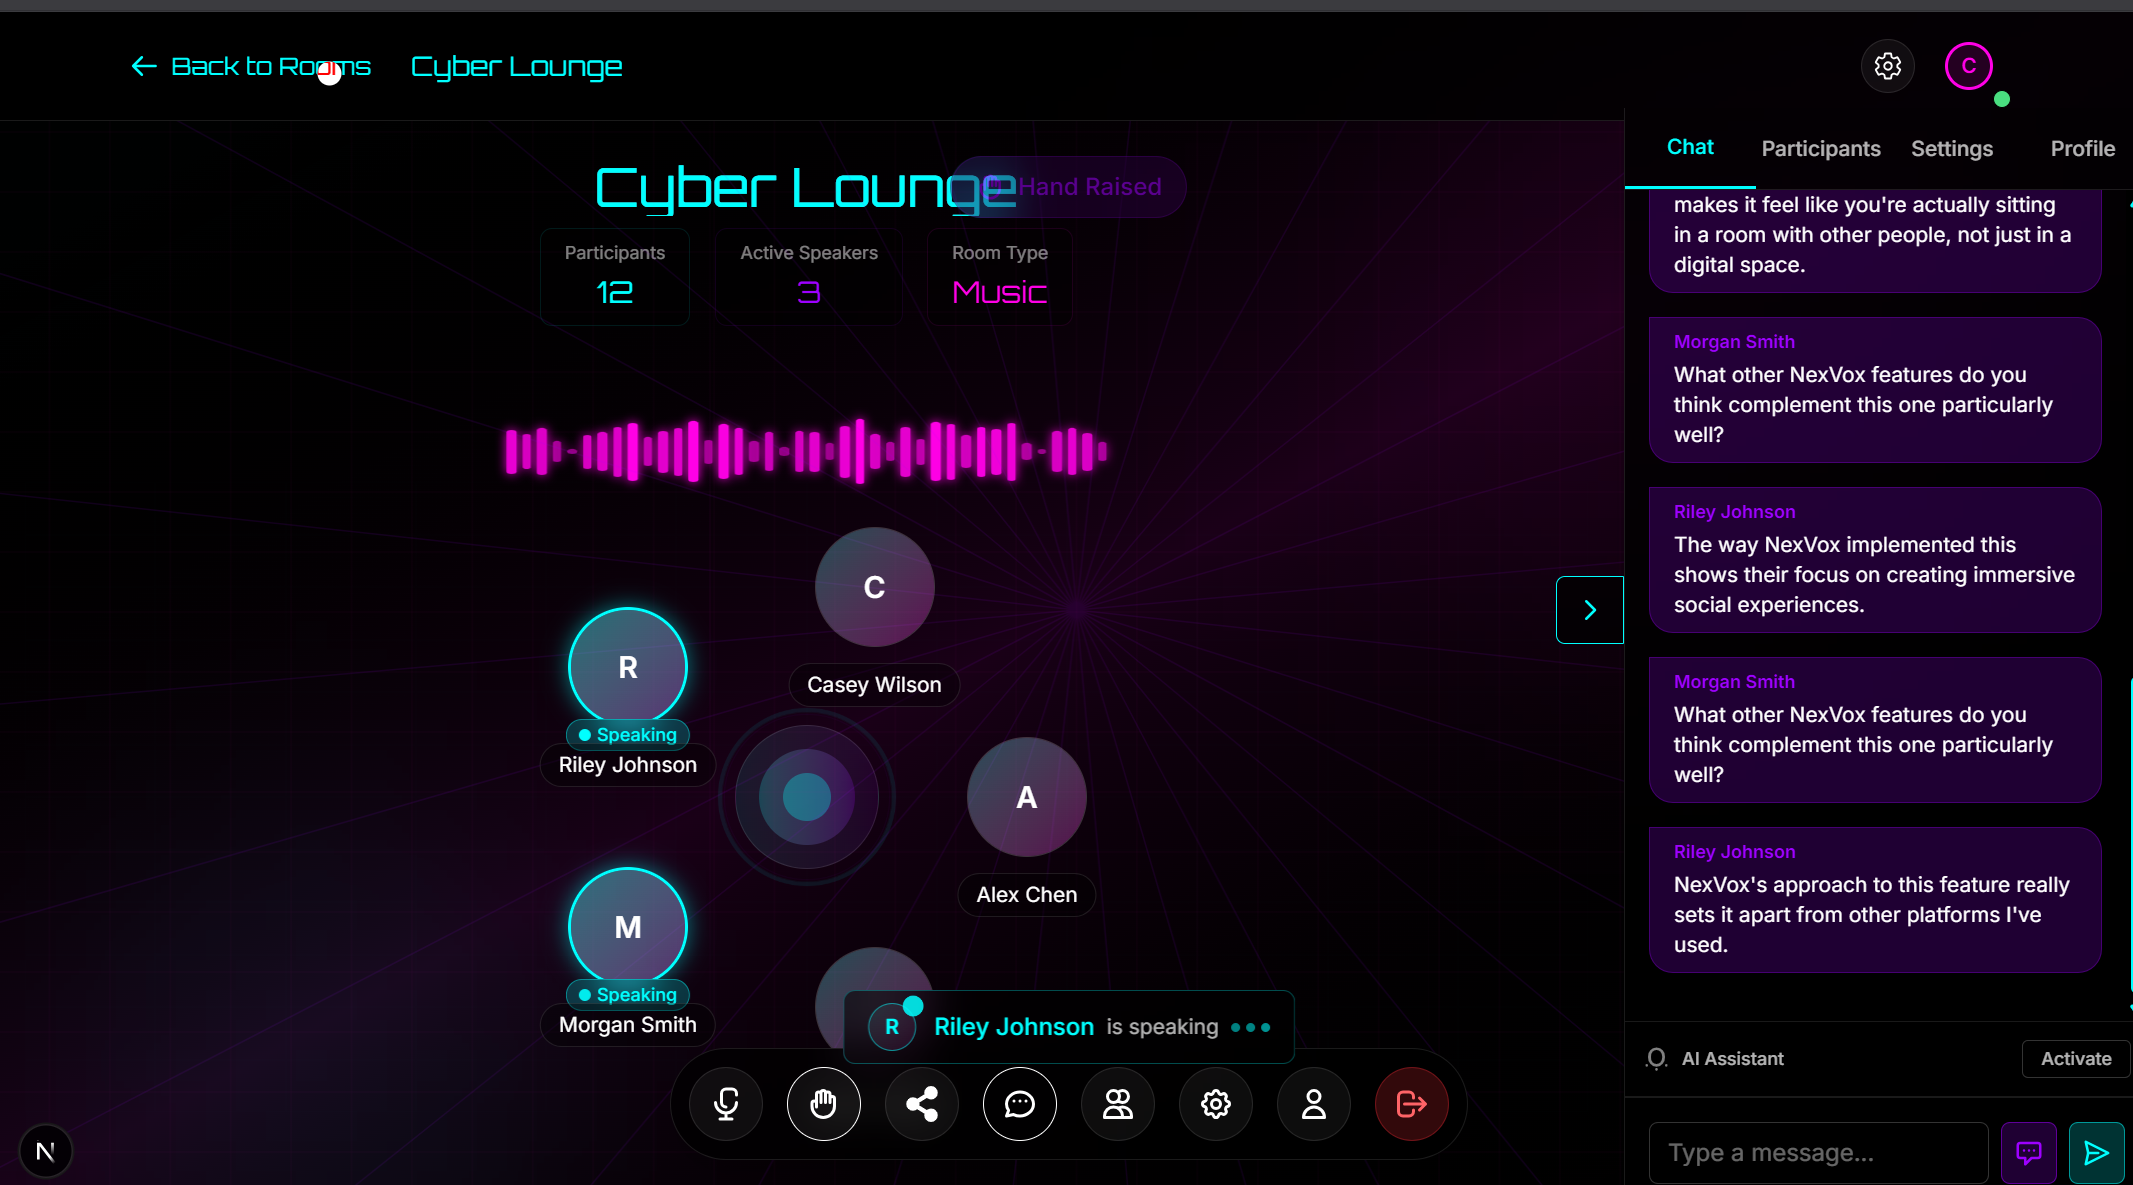 Back to Rooms
Cyber Lounge
C
Cyber Lounge
Hand Raised
Participants
12
Active Speakers
3
Room Type
Music
C
Casey Wilson
R
Speaking
Riley Johnson
A
Alex Chen
M
Speaking
Morgan Smith
R
Riley Johnson is speaking
N
Chat
Participants
Settings
Profile
makes it feel like you're actually sitting
in a room with other people, not just in a
digital space.
Morgan Smith
What other NexVox features do you
think complement this one particularly
well?
Riley Johnson
The way NexVox implemented this
shows their focus on creating immersive
social experiences.
Morgan Smith
What other NexVox features do you
think complement this one particularly
well?
Riley Johnson
NexVox's approach to this feature really
sets it apart from other platforms I've
used.
AI Assistant
Activate
Type a message...